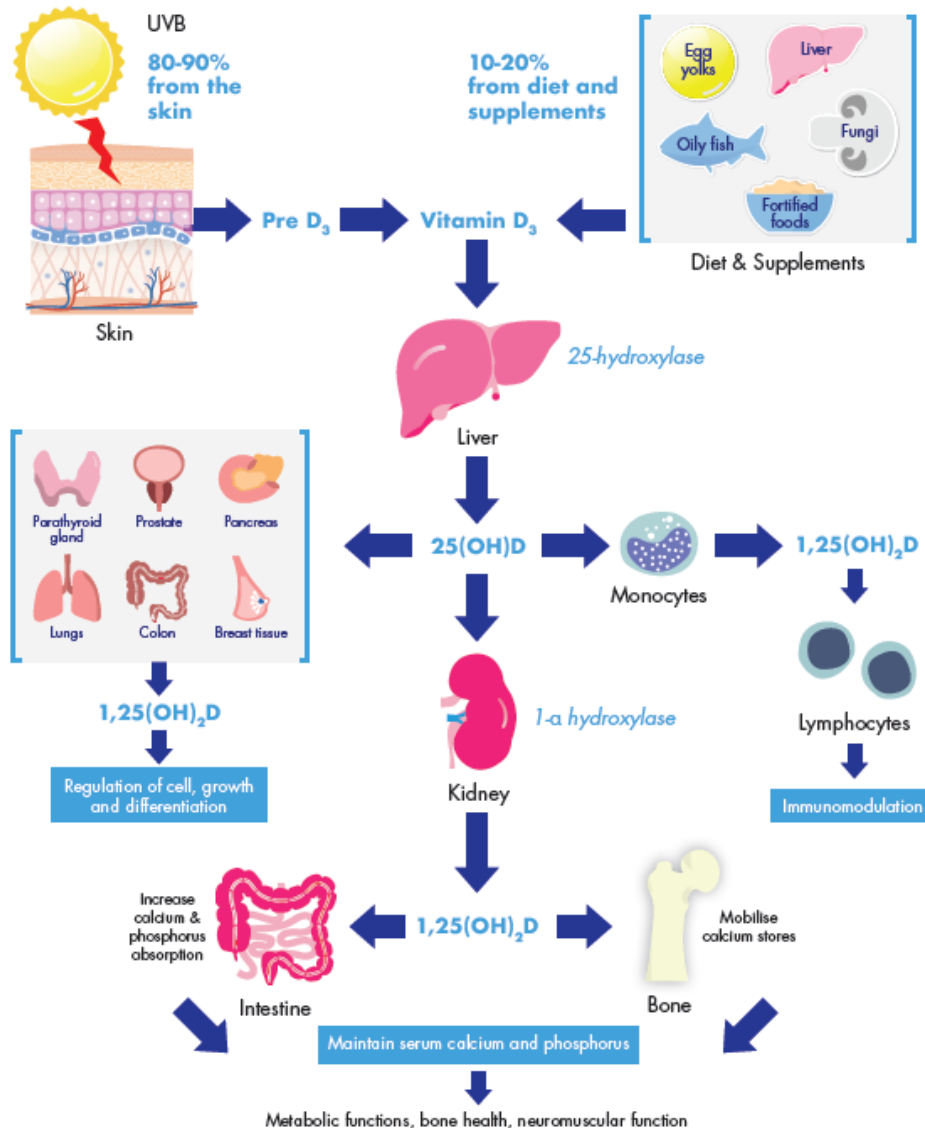 UVB
80-90%
from the
skin
10-20%
from diet and
supplements
Egg
yolks
Liver
Oily fish
Fungi
Fortified
foods
Pre D₃
Vitamin D₃
Diet & Supplements
Skin
25-hydroxylase
Liver
Parathyroid
gland
Prostate
Pancreas
Lungs
Colon
Breast tissue
25(OH)D
Monocytes
1,25(OH)₂D
1,25(OH)₂D
Lymphocytes
1-α hydroxylase
Regulation of cell, growth
and differentiation
Kidney
Immunomodulation
Increase
calcium &
phosphorus
absorption
1,25(OH)₂D
Mobilise
calcium stores
Intestine
Bone
Maintain serum calcium and phosphorus
Metabolic functions, bone health, neuromuscular function